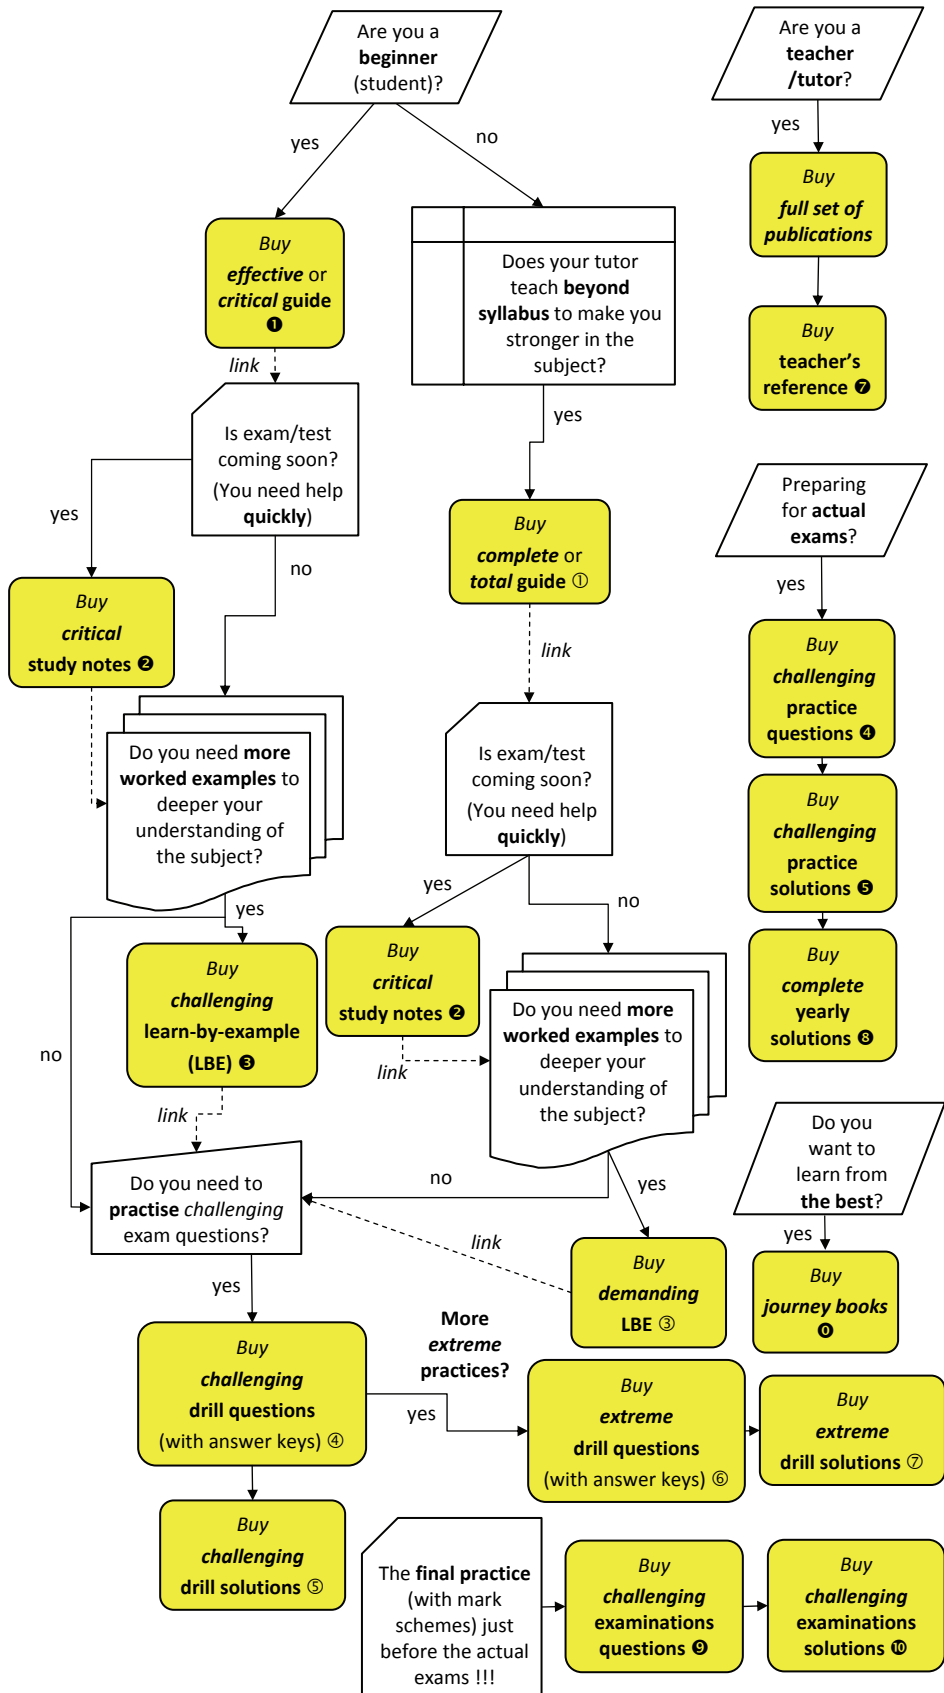 Are you a
beginner
(student)?
yes
no
Buy
effective or
critical guide ❶
link
Is exam/test
coming soon?
(You need help
quickly)
yes
no
Buy
critical
study notes ❷
Do you need more
worked examples to
deeper your
understanding of
the subject?
yes
no
Buy
challenging
learn-by-example
(LBE) ❸
link
Do you need to
practise challenging
exam questions?
yes
Buy
challenging
drill questions
(with answer keys) ④
Buy
challenging
drill solutions ⑤
Does your tutor
teach beyond
syllabus to make you
stronger in the
subject?
yes
Buy
complete or
total guide ①
link
Is exam/test
coming soon?
(You need help
quickly)
yes
no
Buy
critical
study notes ❷
link
Do you need more
worked examples to
deeper your
understanding of
the subject?
no
yes
link
Buy
demanding
LBE ③
More
extreme
practices?
yes
Buy
extreme
drill questions
(with answer keys) ⑥
Buy
extreme
drill solutions ⑦
The final practice
(with mark
schemes) just
before the actual
exams !!!
Buy
challenging
examinations
questions ❾
Buy
challenging
examinations
solutions ❿
Are you a
teacher
/tutor?
yes
Buy
full set of
publications
Buy
teacher's
reference ❼
Preparing
for actual
exams?
yes
Buy
challenging
practice
questions ❹
Buy
challenging
practice
solutions ❺
Buy
complete
yearly
solutions ❽
Do you
want to
learn from
the best?
yes
Buy
journey books
⓿